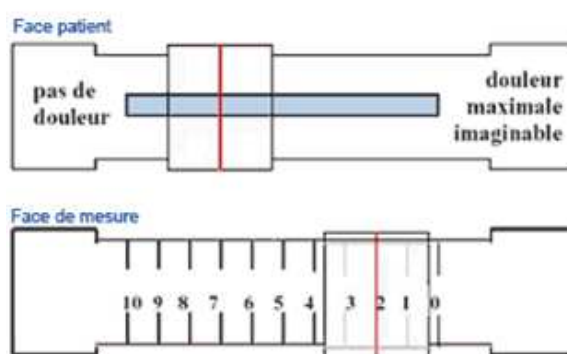 Face patient
pas de
douleur
douleur
maximale
imaginable
Face de mesure
10 9 8 7 6 5 4 3 2 1 0